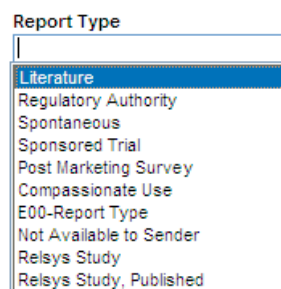 Report Type
Literature
Regulatory Authority
Spontaneous
Sponsored Trial
Post Marketing Survey
Compassionate Use
E00-Report Type
Not Available to Sender
Relsys Study
Relsys Study, Published